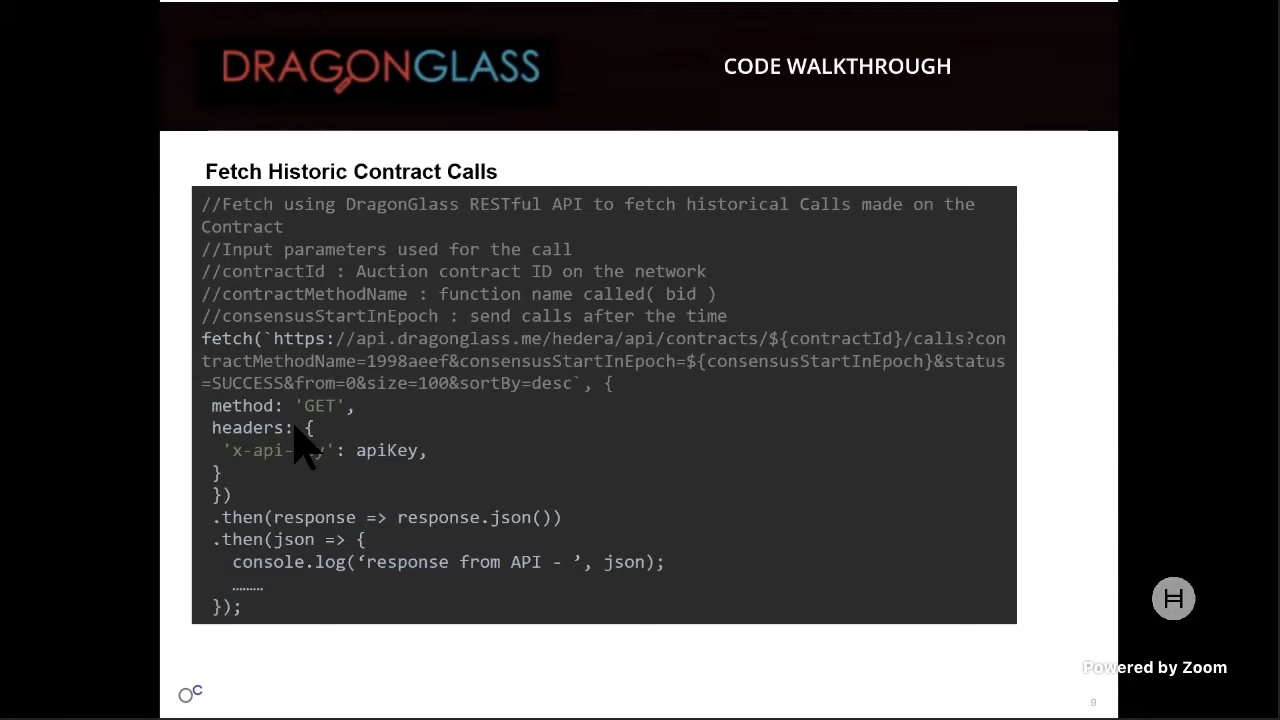 DRAGONGLASS
CODE WALKTHROUGH
Fetch Historic Contract Calls
//Fetch using DragonGlass RESTful API to fetch historical Calls made on the
Contract
//Input parameters used for the call
//contractId : Auction contract ID on the network
//contractMethodName : function name called( bid )
//consensusStartInEpoch : send calls after the time
fetch(`https://api.dragonglass.me/hedera/api/contracts/${contractId}/calls?con
tractMethodName=1998aeef&consensusStartInEpoch=${consensusStartInEpoch}&status
=SUCCESS&from=0&size=100&sortBy=desc`, {
method: 'GET',
headers: {
'x-api- y': apiKey,
}
})
.then(response => response.json())
.then(json => {
console.log(‘response from API - ’, json);
………
});
H
Powered by Zoom
OC
9